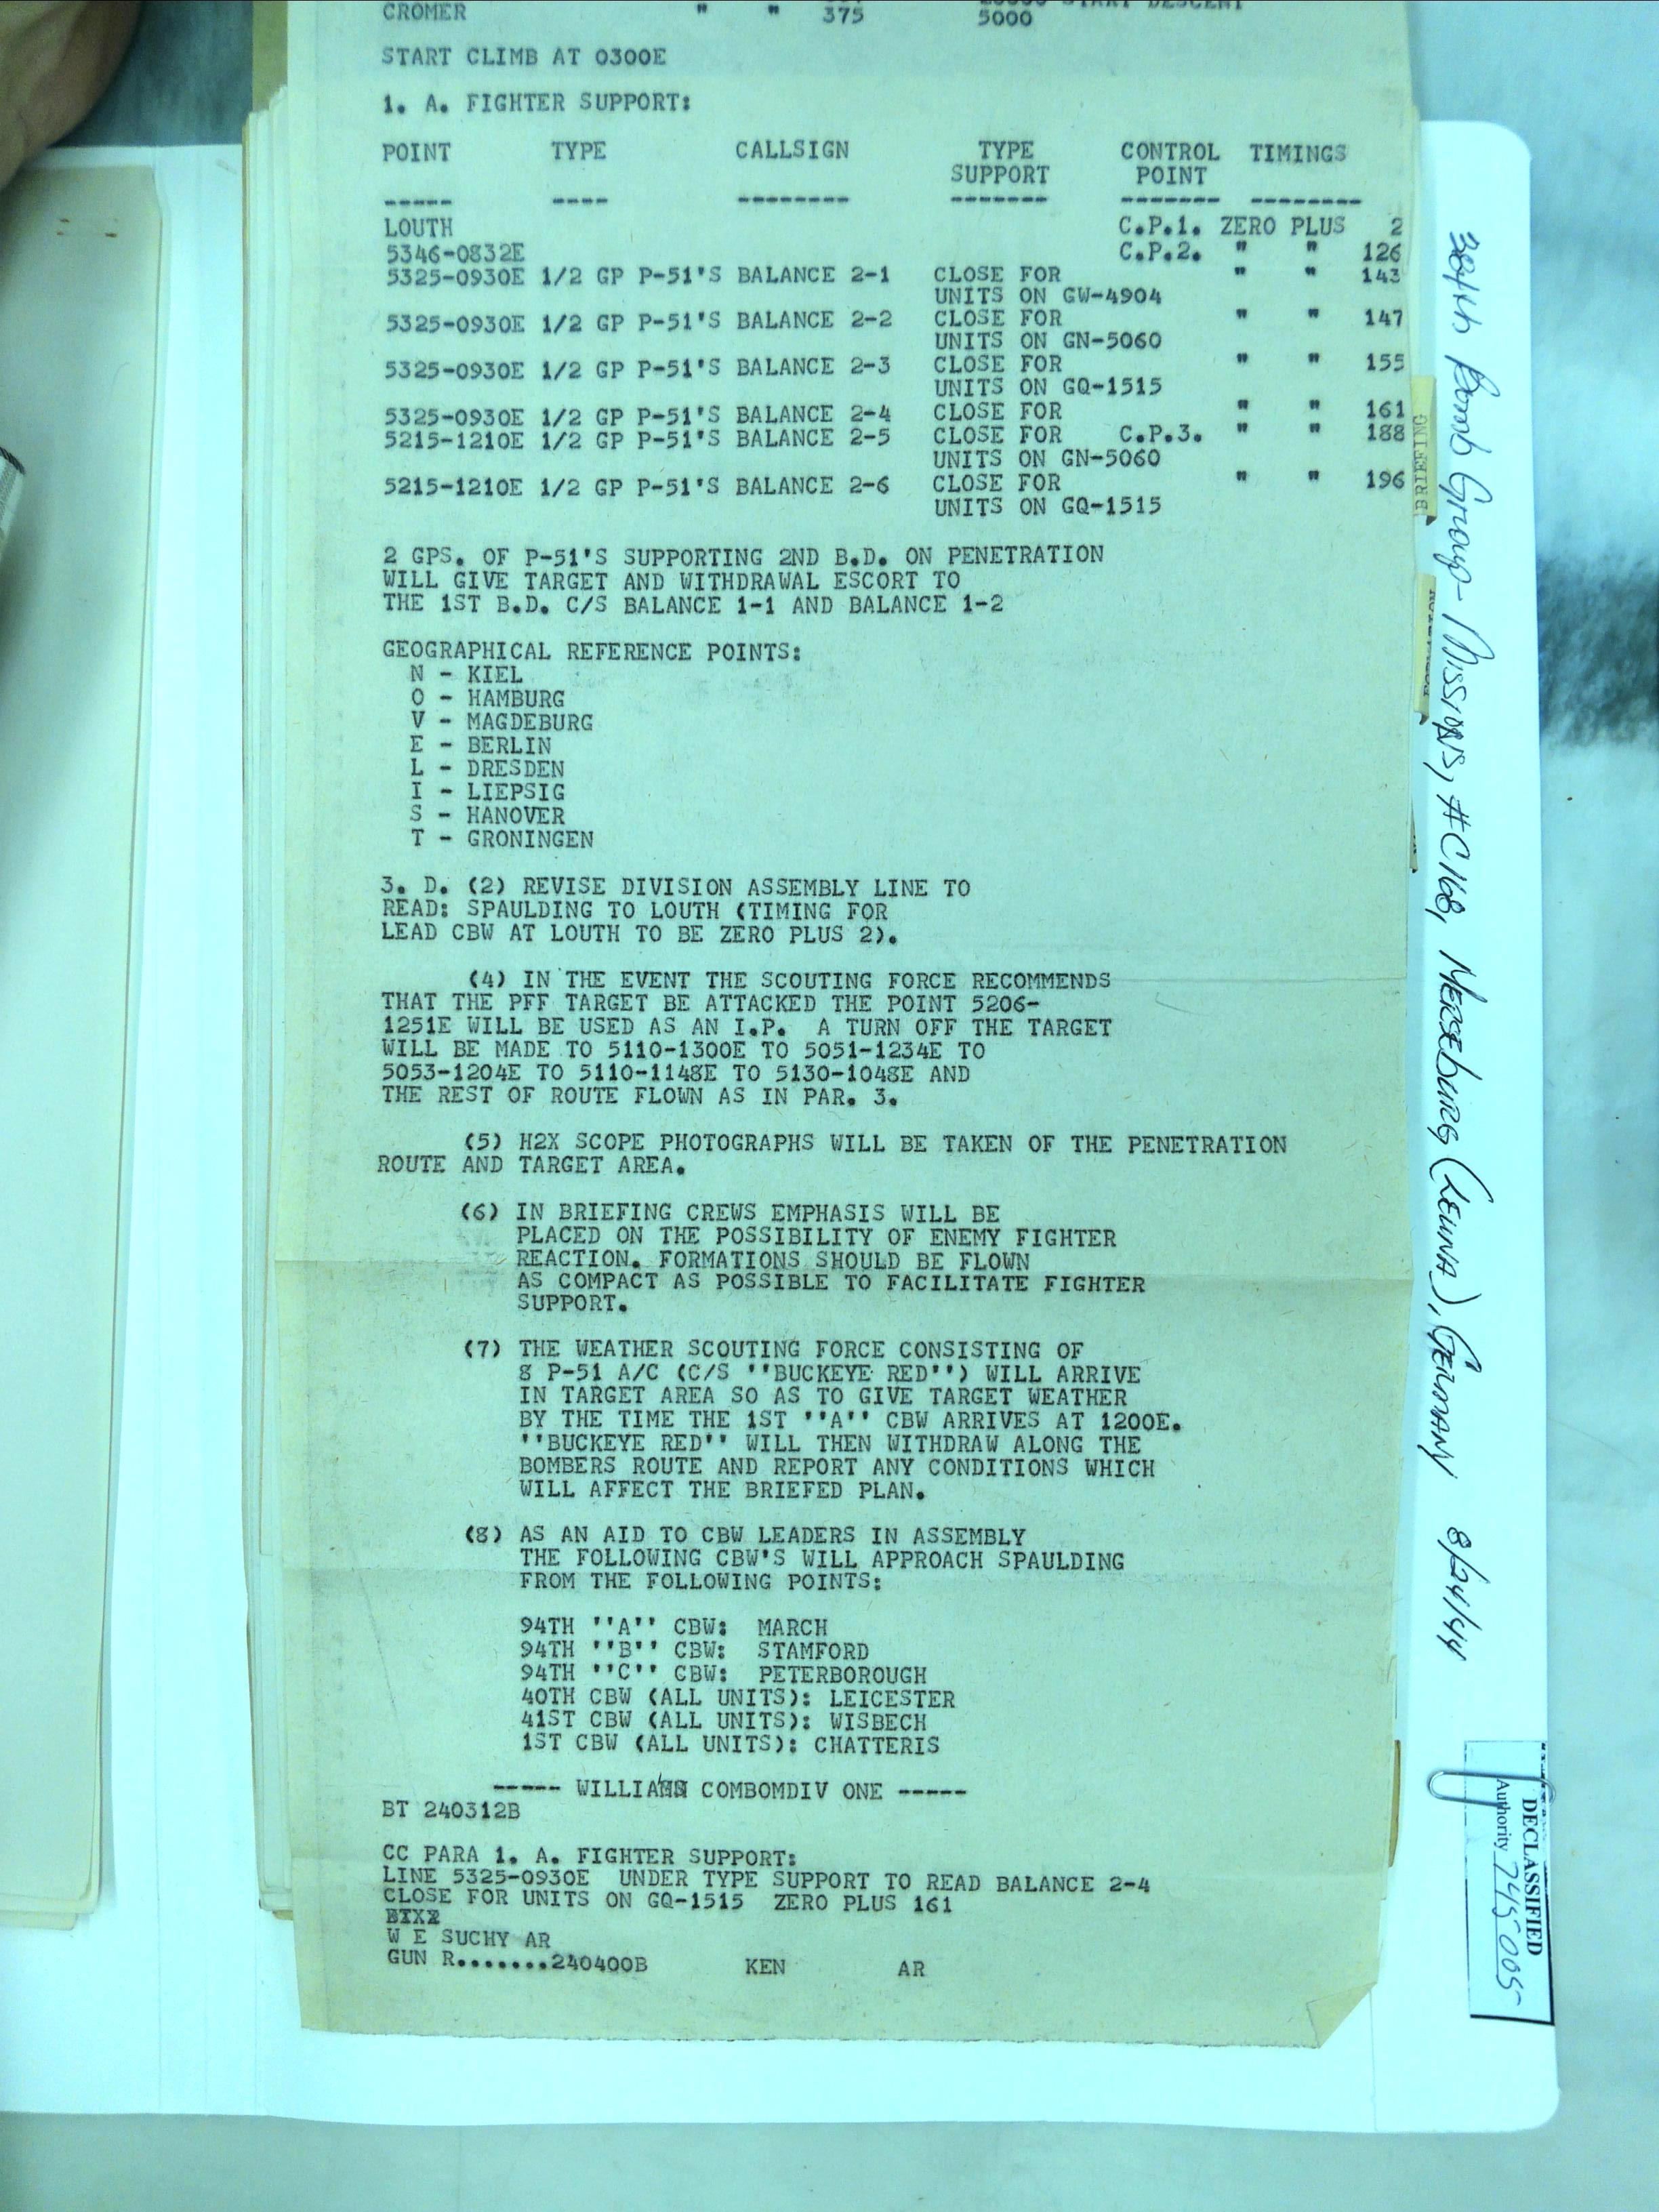 CROMER " " 375 5000
START CLIMB AT 0300E
1. A. FIGHTER SUPPORT:
POINT TYPE CALLSIGN TYPE CONTROL TIMINGS
SUPPORT POINT
----- ---- -------- ------- ------- --------
LOUTH C.P.1. ZERO PLUS 2
5346-0832E C.P.2. " " 126
5325-0930E 1/2 GP P-51'S BALANCE 2-1 CLOSE FOR " " 143
UNITS ON GW-4904
5325-0930E 1/2 GP P-51'S BALANCE 2-2 CLOSE FOR " " 147
UNITS ON GN-5060
5325-0930E 1/2 GP P-51'S BALANCE 2-3 CLOSE FOR " " 155
UNITS ON GQ-1515
5325-0930E 1/2 GP P-51'S BALANCE 2-4 CLOSE FOR " " 161
5215-1210E 1/2 GP P-51'S BALANCE 2-5 CLOSE FOR C.P.3. " " 188
UNITS ON GN-5060
5215-1210E 1/2 GP P-51'S BALANCE 2-6 CLOSE FOR " " 196
UNITS ON GQ-1515
2 GPS. OF P-51'S SUPPORTING 2ND B.D. ON PENETRATION
WILL GIVE TARGET AND WITHDRAWAL ESCORT TO
THE 1ST B.D. C/S BALANCE 1-1 AND BALANCE 1-2
GEOGRAPHICAL REFERENCE POINTS:
N - KIEL
O - HAMBURG
V - MAGDEBURG
E - BERLIN
L - DRESDEN
I - LIEPSIG
S - HANOVER
T - GRONINGEN
3. D. (2) REVISE DIVISION ASSEMBLY LINE TO
READ: SPAULDING TO LOUTH (TIMING FOR
LEAD CBW AT LOUTH TO BE ZERO PLUS 2).
(4) IN THE EVENT THE SCOUTING FORCE RECOMMENDS
THAT THE PFF TARGET BE ATTACKED THE POINT 5206-
1251E WILL BE USED AS AN I.P. A TURN OFF THE TARGET
WILL BE MADE TO 5110-1300E TO 5051-1234E TO
5053-1204E TO 5110-1148E TO 5130-1048E AND
THE REST OF ROUTE FLOWN AS IN PAR. 3.
(5) H2X SCOPE PHOTOGRAPHS WILL BE TAKEN OF THE PENETRATION
ROUTE AND TARGET AREA.
(6) IN BRIEFING CREWS EMPHASIS WILL BE
PLACED ON THE POSSIBILITY OF ENEMY FIGHTER
REACTION. FORMATIONS SHOULD BE FLOWN
AS COMPACT AS POSSIBLE TO FACILITATE FIGHTER
SUPPORT.
(7) THE WEATHER SCOUTING FORCE CONSISTING OF
8 P-51 A/C (C/S ''BUCKEYE RED'') WILL ARRIVE
IN TARGET AREA SO AS TO GIVE TARGET WEATHER
BY THE TIME THE 1ST ''A'' CBW ARRIVES AT 1200E.
''BUCKEYE RED'' WILL THEN WITHDRAW ALONG THE
BOMBERS ROUTE AND REPORT ANY CONDITIONS WHICH
WILL AFFECT THE BRIEFED PLAN.
(8) AS AN AID TO CBW LEADERS IN ASSEMBLY
THE FOLLOWING CBW'S WILL APPROACH SPAULDING
FROM THE FOLLOWING POINTS:
94TH ''A'' CBW: MARCH
94TH ''B'' CBW: STAMFORD
94TH ''C'' CBW: PETERBOROUGH
40TH CBW (ALL UNITS): LEICESTER
41ST CBW (ALL UNITS): WISBECH
1ST CBW (ALL UNITS): CHATTERIS
----- COMBOMDIV ONE -----
BT 240312B
CC PARA 1. A. FIGHTER SUPPORT:
LINE 5325-0930E UNDER TYPE SUPPORT TO READ BALANCE 2-4
CLOSE FOR UNITS ON GQ-1515 ZERO PLUS 161
W E SUCHY AR
GUN R.......240400B KEN AR
BRIEFING
384th Bomb Group - Missions, #C168, Merseburg (Leuna), Germany 8/24/44
DECLASSIFIED
Authority 745005